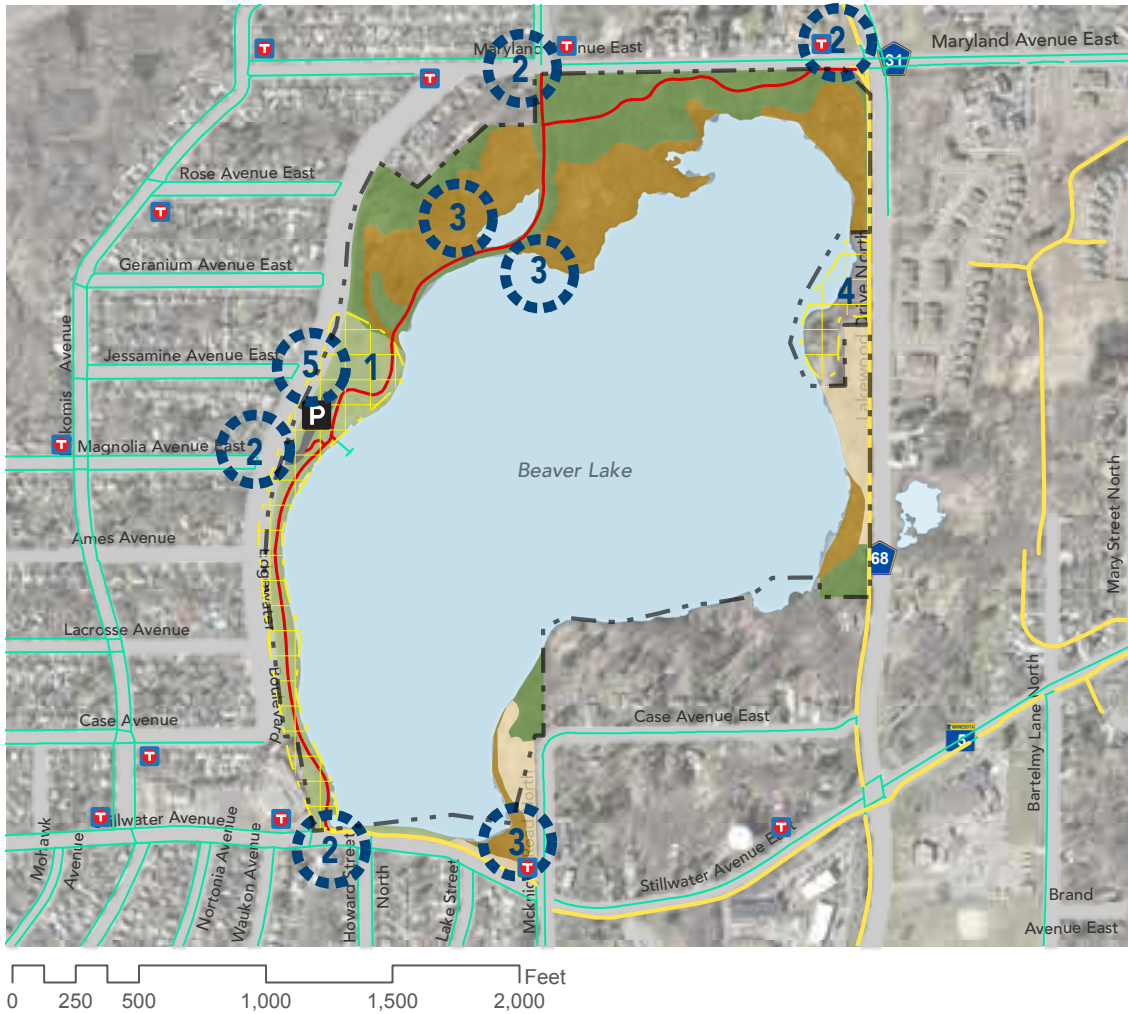 Maryland Avenue East
2
2
31
Maryland Avenue East
T
T
T
T
Rose Avenue East
T
3
Geranium Avenue East
3
4
Lakewood Drive North
Jessamine Avenue East
5
1
P
T
Magnolia Avenue East
2
Beaver Lake
Mary Street North
Ames Avenue
68
Edgewater Boulevard
Lacrosse Avenue
Case Avenue
Case Avenue East
5
T
Bartelmy Lane North
T
Stillwater Avenue
T
2
3
T
T
Stillwater Avenue East
Mohawk
Avenue
Nortonia Avenue
Waukon Avenue
Howard Street
North
Lake Street
Brand
Avenue East
Feet
0
250
500
1,000
1,500
2,000